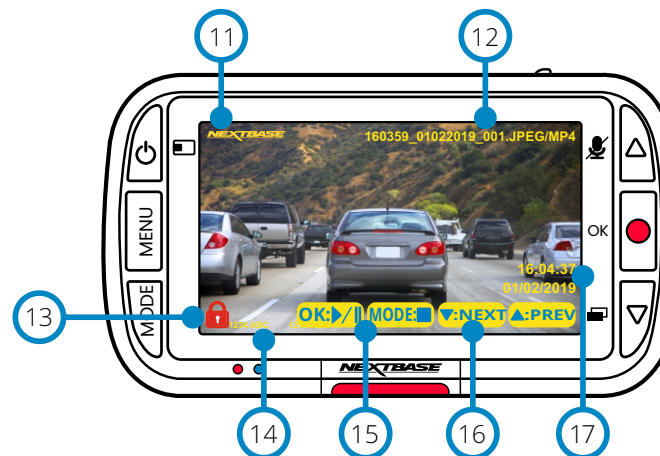 11
12
NEXTBASE
160359_01022019_001.JPEG/MP4
MENU
OK
16:04:37
01/02/2019
13
MODE
OK:▶/II MODE:■ ▼:NEXT ▲:PREV
NEXTBASE
14
15
16
17